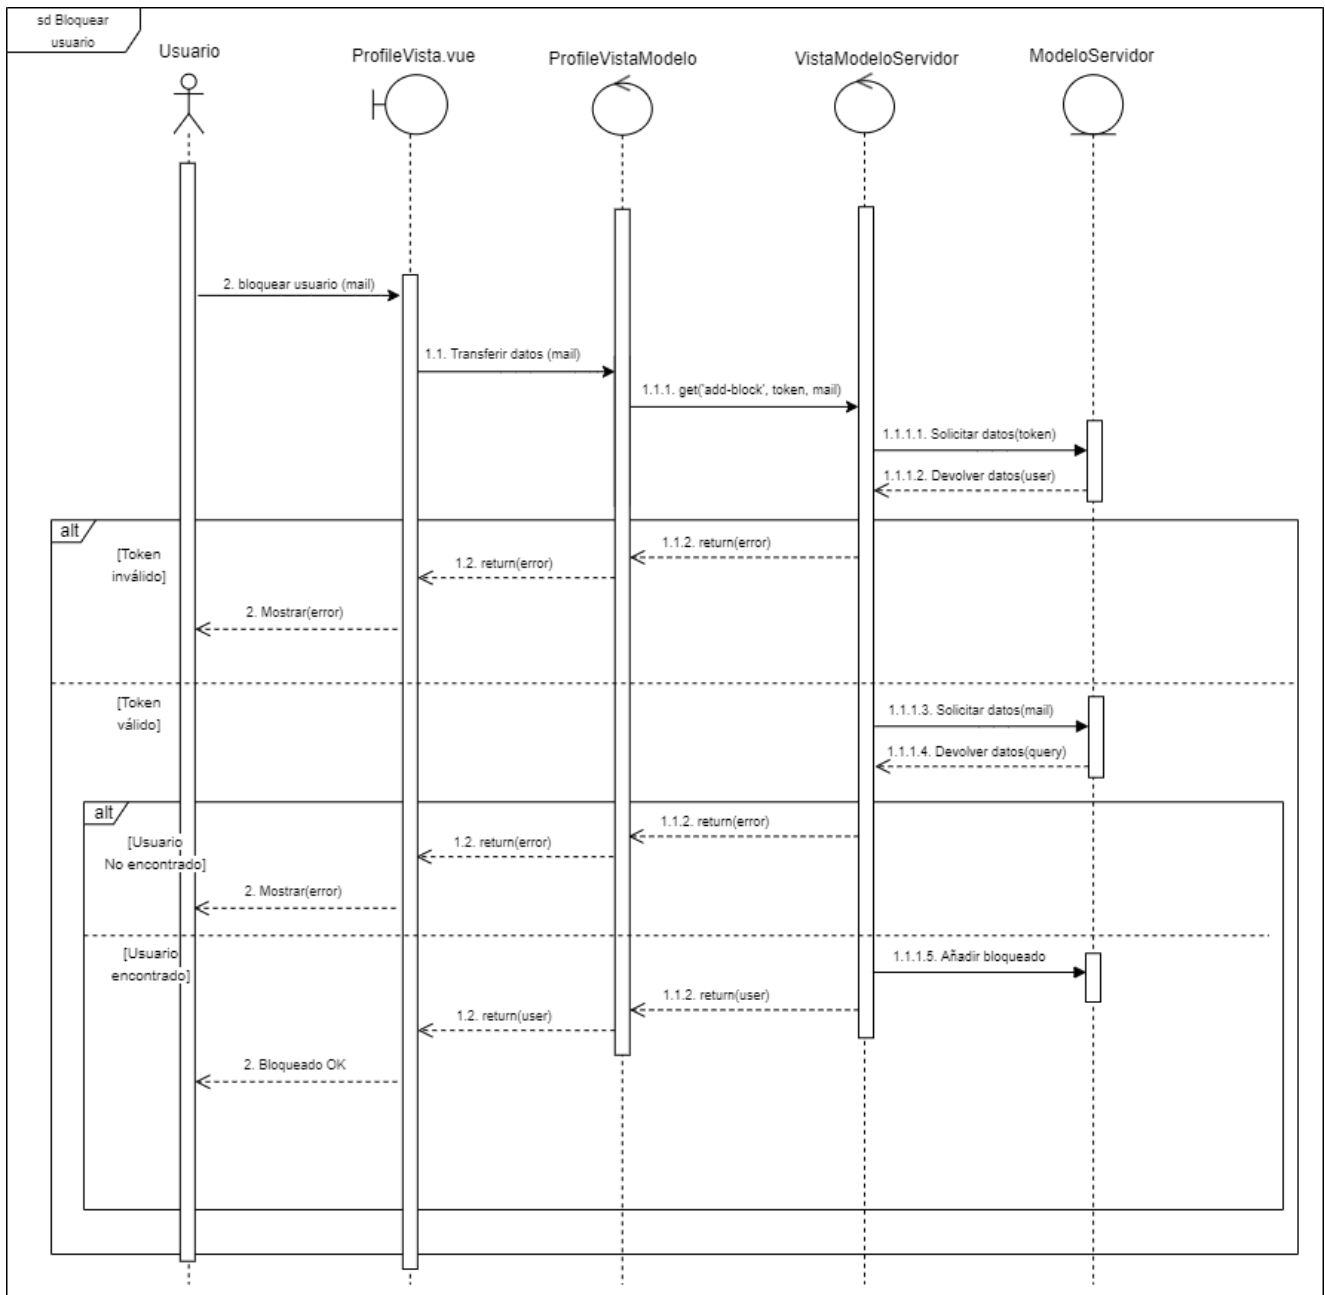 sd Bloquear
usuario
Usuario
ProfileVista.vue
ProfileVistaModelo
VistaModeloServidor
ModeloServidor
2. bloquear usuario (mail)
1.1. Transferir datos (mail)
1.1.1. get('add-block', token, mail)
1.1.1.1. Solicitar datos(token)
1.1.1.2. Devolver datos(user)
alt
[Token
inválido]
1.1.2. return(error)
1.2. return(error)
2. Mostrar(error)
[Token
válido]
1.1.1.3. Solicitar datos(mail)
1.1.1.4. Devolver datos(query)
alt
[Usuario
No encontrado]
1.1.2. return(error)
1.2. return(error)
2. Mostrar(error)
[Usuario
encontrado]
1.1.1.5. Añadir bloqueado
1.1.2. return(user)
1.2. return(user)
2. Bloqueado OK